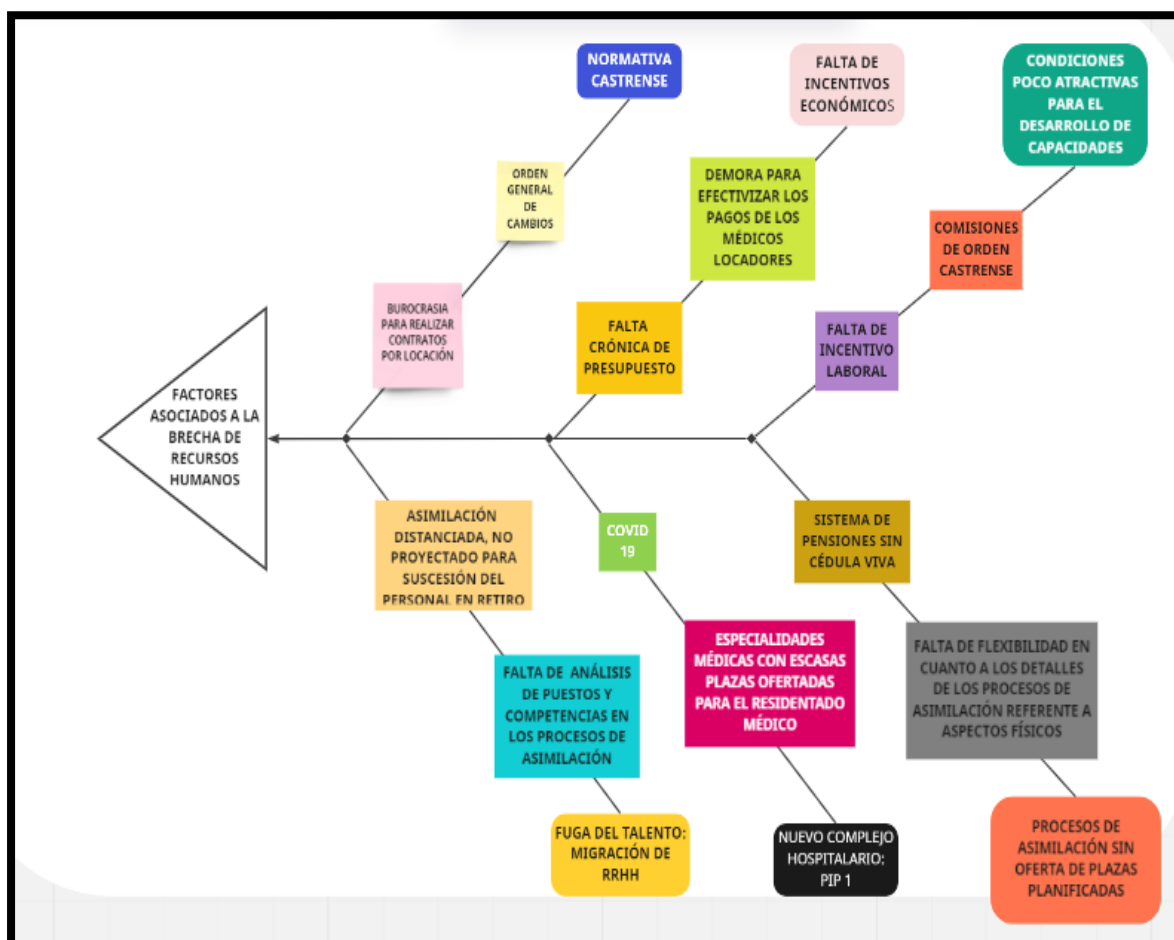 NORMATIVA
CASTRENSE
FALTA DE
INCENTIVOS
ECONÓMICOS
CONDICIONES
POCO ATRACTIVAS
PARA EL
DESARROLLO DE
CAPACIDADES
ORDEN
GENERAL
DE
CAMBIOS
DEMORA PARA
EFECTIVIZAR LOS
PAGOS DE LOS
MÉDICOS
LOCADORES
COMISIONES
DE ORDEN
CASTRENSE
BUROCRASIA
PARA REALIZAR
CONTRATOS
POR LOCACIÓN
FALTA
CRÓNICA DE
PRESUPUESTO
FALTA DE
INCENTIVO
LABORAL
FACTORES
ASOCIADOS A LA
BRECHA DE
RECURSOS
HUMANOS
ASIMILACIÓN
DISTANCIADA, NO
PROYECTADO PARA
SUSCESIÓN DEL
PERSONAL EN RETIRO
COVID
19
SISTEMA DE
PENSIONES SIN
CÉDULA VIVA
FALTA DE ANÁLISIS
DE PUESTOS Y
COMPETENCIAS EN
LOS PROCESOS DE
ASIMILACIÓN
ESPECIALIDADES
MÉDICAS CON ESCASAS
PLAZAS OFERTADAS
PARA EL RESIDENTADO
MÉDICO
FALTA DE FLEXIBILIDAD EN
CUANTO A LOS DETALLES
DE LOS PROCESOS DE
ASIMILACIÓN REFERENTE A
ASPECTOS FÍSICOS
FUGA DEL TALENTO:
MIGRACIÓN DE
RRHH
NUEVO COMPLEJO
HOSPITALARIO:
PIP 1
PROCESOS DE
ASIMILACIÓN SIN
OFERTA DE PLAZAS
PLANIFICADAS